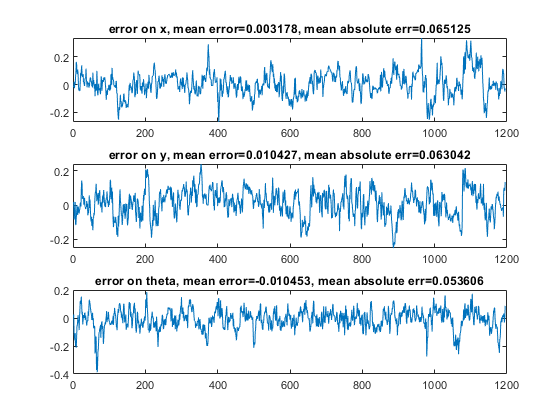 error on x, mean error=0.003178, mean absolute err=0.065125
0.2
0
-0.2
0 200 400 600 800 1000 1200
error on y, mean error=0.010427, mean absolute err=0.063042
0.2
0
-0.2
0 200 400 600 800 1000 1200
error on theta, mean error=-0.010453, mean absolute err=0.053606
0.2
0
-0.2
-0.4
0 200 400 600 800 1000 1200